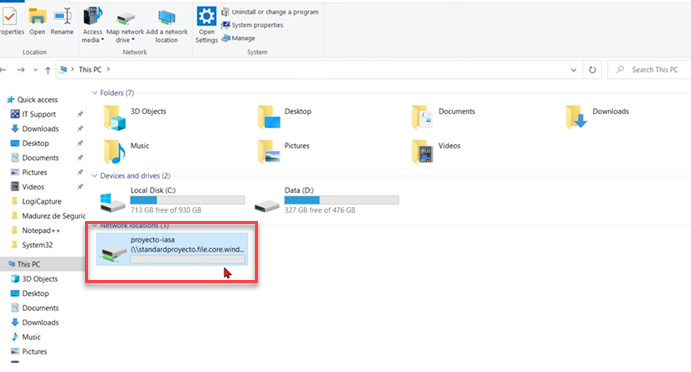 Properties
Open
Rename
Access media
Map network drive
Add a network location
Open Settings
Uninstall or change a program
System properties
Manage
Location
Network
System
This PC
Search This PC
Quick access
IT Support
Downloads
Desktop
Documents
Pictures
Videos
LogiCapture
Madurez de Segurid
Notepad++
System32
This PC
3D Objects
Desktop
Documents
Downloads
Music
Pictures
Folders (7)
3D Objects
Desktop
Documents
Downloads
Music
Pictures
Videos
Devices and drives (2)
Local Disk (C:)
713 GB free of 930 GB
Data (D:)
327 GB free of 476 GB
Network locations (1)
proyecto-iasa
(\\standardproyecto.file.core.wind...